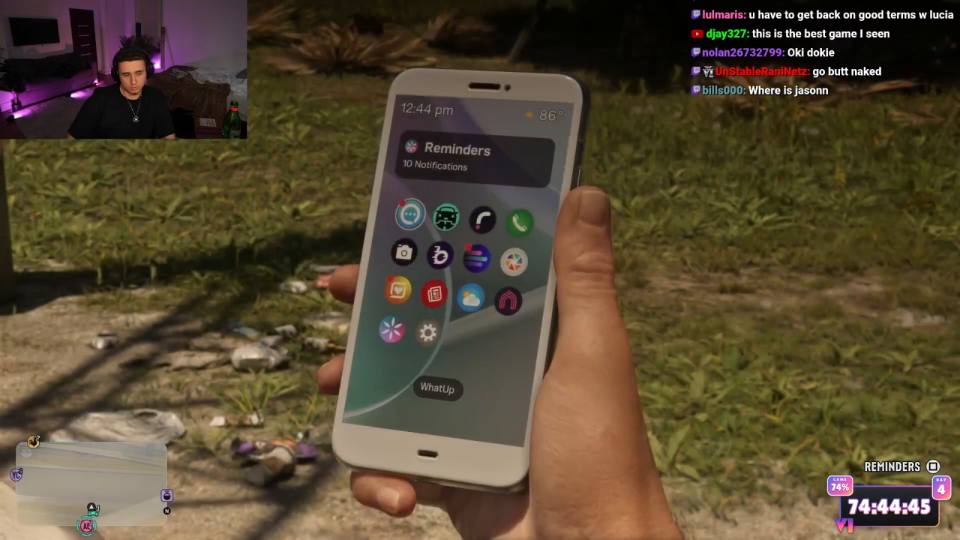 lulmaris: u have to get back on good terms w lucia
djay327: this is the best game I seen
nolan26732799: Oki dokie
UnStableRaniNetz: go butt naked
bills000: Where is jasonn
12:44 pm
86°
Reminders
10 Notifications
WhatUp
REMINDERS
74%
4
74:44:45
VI